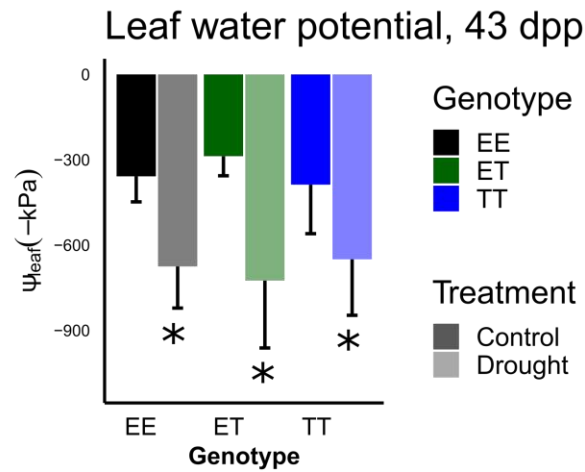 Leaf water potential, 43 dpp
0
−300
−600
−900
Ψleaf(−kPa)
*
*
*
EE ET TT
Genotype
Genotype
EE
ET
TT
Treatment
Control
Drought